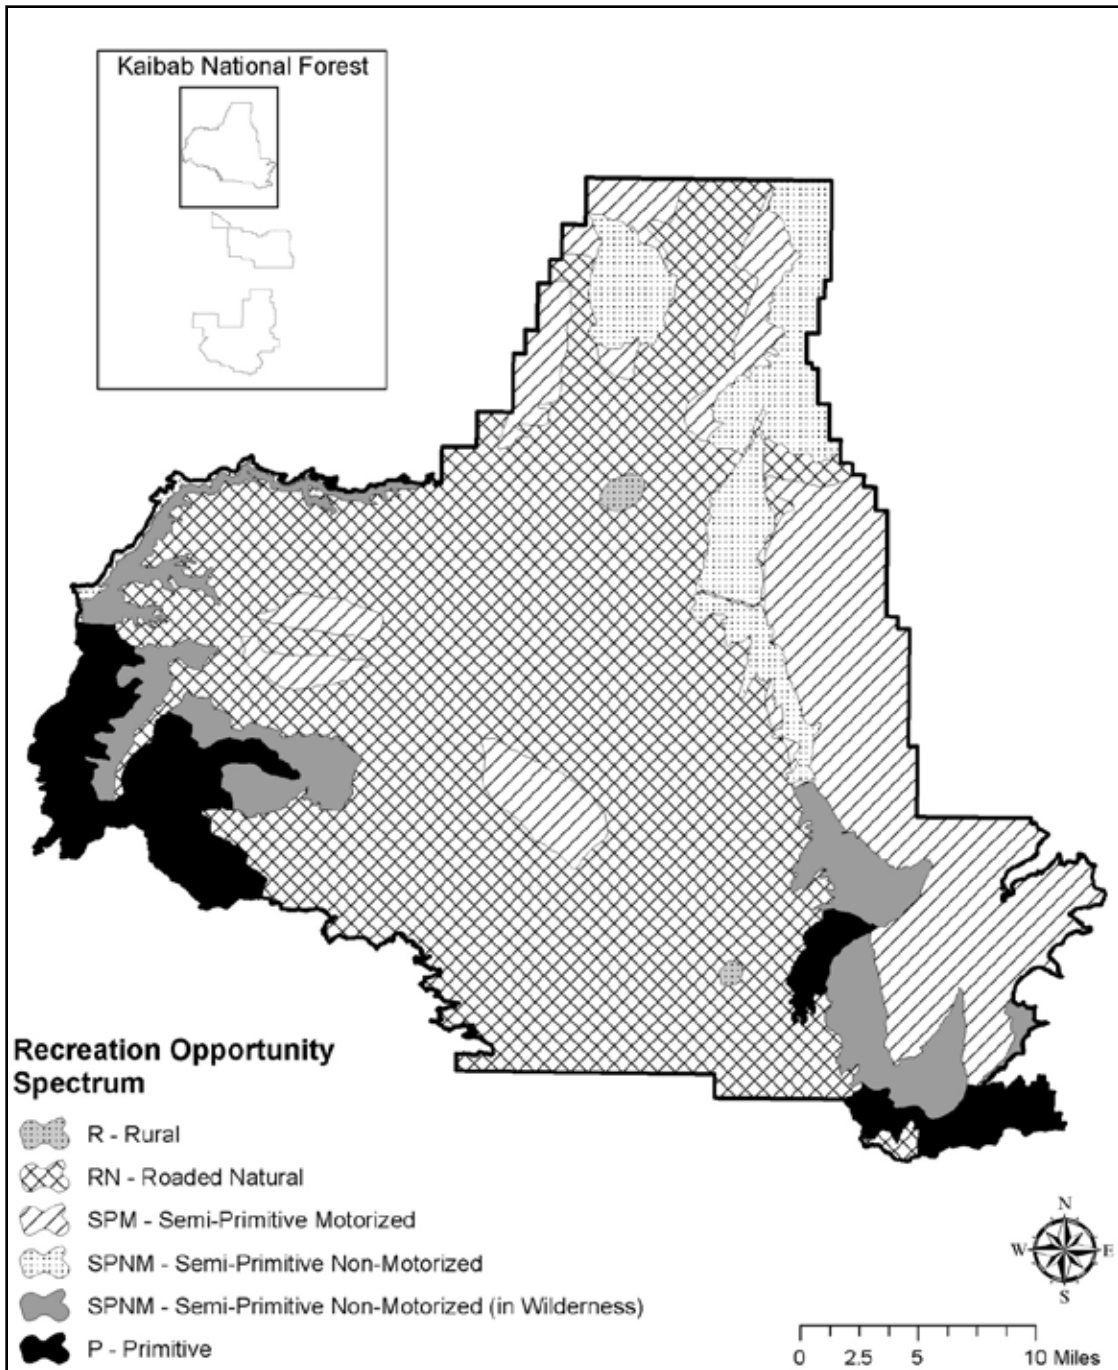 Kaibab National Forest
Recreation Opportunity
Spectrum
R - Rural
RN - Roaded Natural
SPM - Semi-Primitive Motorized
SPNM - Semi-Primitive Non-Motorized
SPNM - Semi-Primitive Non-Motorized (in Wilderness)
P - Primitive
N
W E
S
0 2.5 5 10 Miles